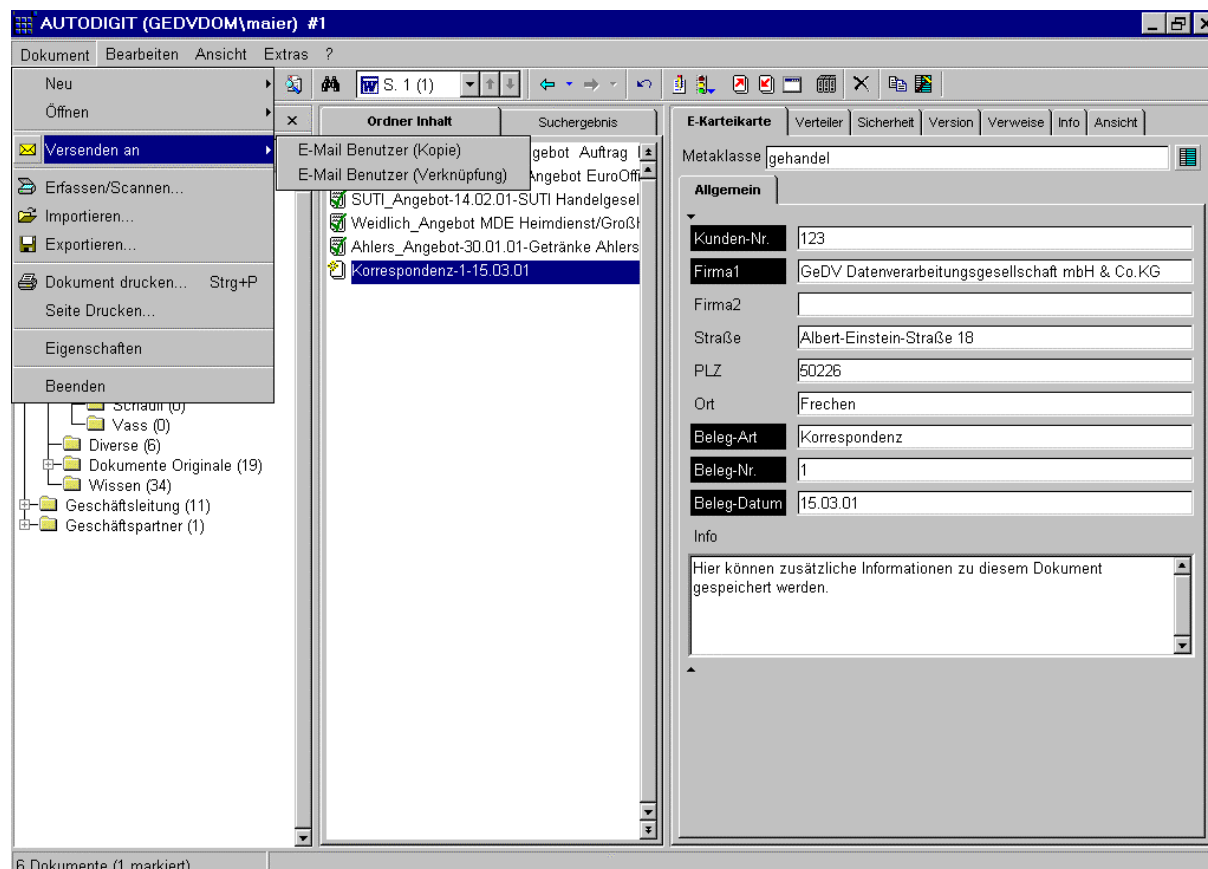 AUTODIGIT (GEDVDOM\maier) #1
Dokument Bearbeiten Ansicht Extras ?
Neu
Öffnen
Versenden an
Erfassen/Scannen...
Importieren...
Exportieren...
Dokument drucken... Strg+P
Seite Drucken...
Eigenschaften
Beenden
E-Mail Benutzer (Kopie)
E-Mail Benutzer (Verknüpfung)
Vass (0)
Diverse (6)
Dokumente Originale (19)
Wissen (34)
Geschäftsleitung (11)
Geschäftspartner (1)
S. 1 (1)
Ordner Inhalt Suchergebnis
gebot Auftrag
Angebot EuroOffi
SUTI_Angebot-14.02.01-SUTI Handelgesel
Weidlich_Angebot MDE Heimdienst/Groß
Ahlers_Angebot-30.01.01-Getränke Ahlers
Korrespondenz-1-15.03.01
E-Karteikarte Verteiler Sicherheit Version Verweise Info Ansicht
Metaklasse gehandel
Allgemein
Kunden-Nr. 123
Firma1 GeDV Datenverarbeitungsgesellschaft mbH & Co.KG
Firma2
Straße Albert-Einstein-Straße 18
PLZ 50226
Ort Frechen
Beleg-Art Korrespondenz
Beleg-Nr. 1
Beleg-Datum 15.03.01
Info
Hier können zusätzliche Informationen zu diesem Dokument
gespeichert werden.
6 Dokumente (1 markiert)